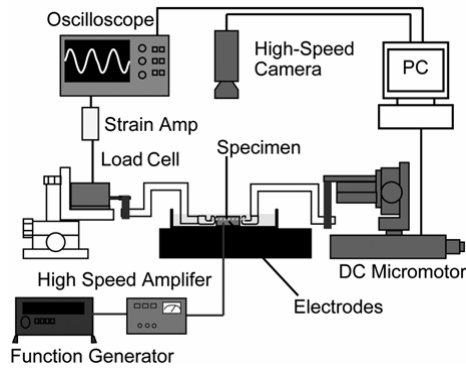 Oscilloscope
High-Speed
Camera
PC
Strain Amp
Specimen
Load Cell
High Speed Amplifer
DC Micromotor
Electrodes
Function Generator